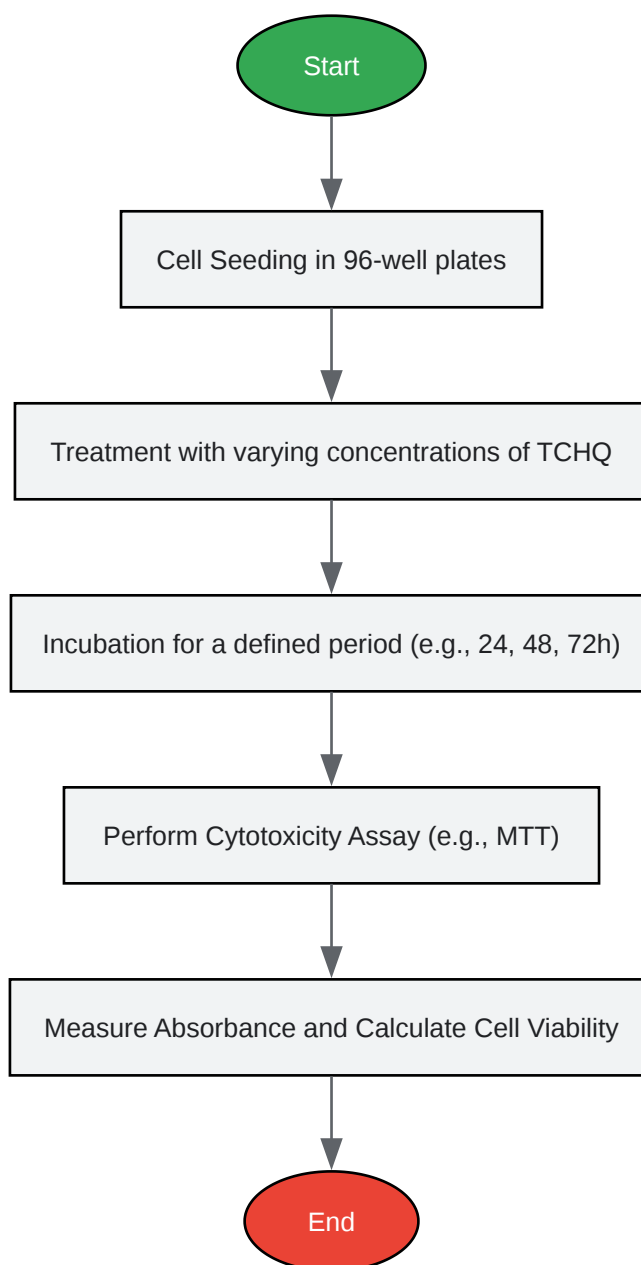 Start
Cell Seeding in 96-well plates
Treatment with varying concentrations of TCHQ
Incubation for a defined period (e.g., 24, 48, 72h)
Perform Cytotoxicity Assay (e.g., MTT)
Measure Absorbance and Calculate Cell Viability
End